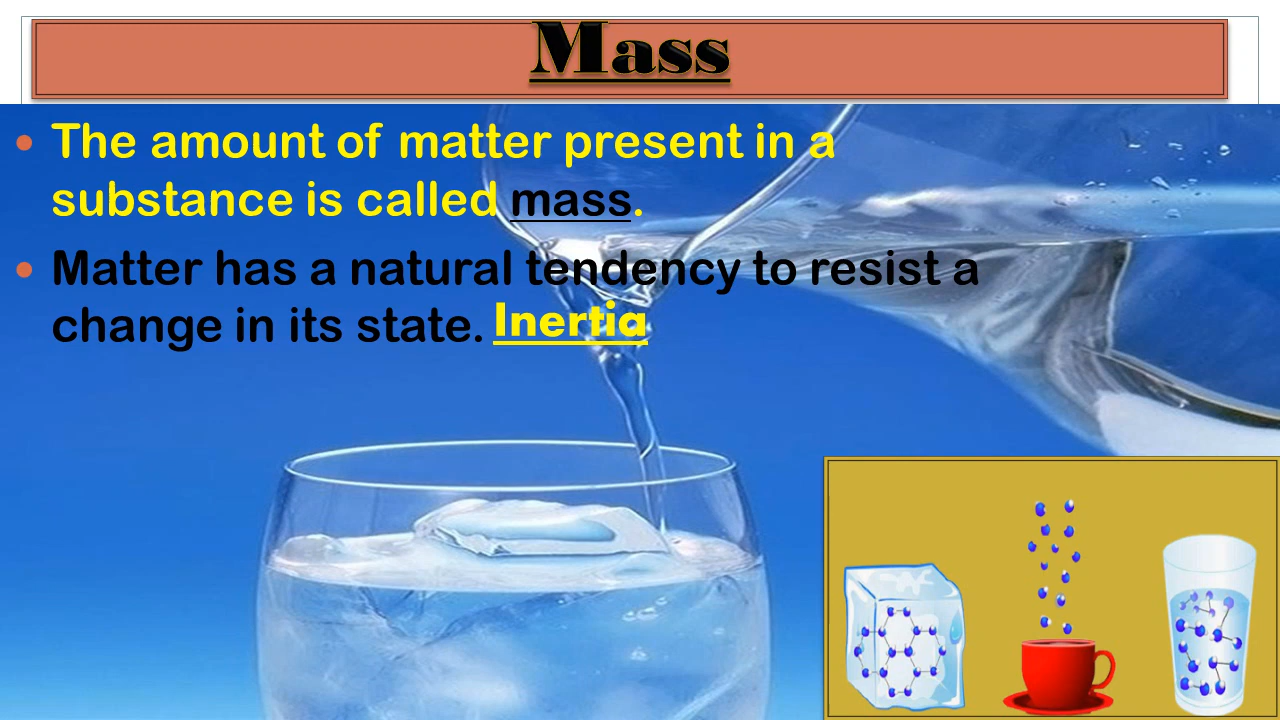 Mass
• The amount of matter present in a
substance is called mass.
• Matter has a natural tendency to resist a
change in its state. Inertia